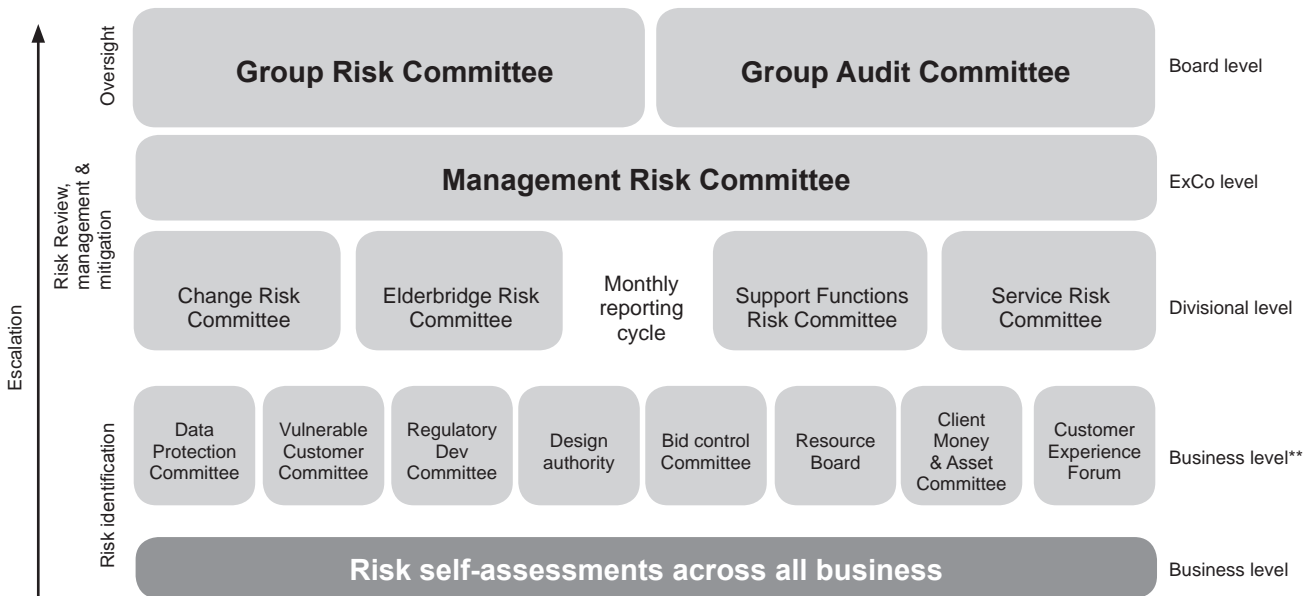 Escalation
Oversight
Group Risk Committee
Group Audit Committee
Board level
Risk Review,
management &
mitigation
Management Risk Committee
ExCo level
Change Risk
Committee
Elderbridge Risk
Committee
Monthly
reporting
cycle
Support Functions
Risk Committee
Service Risk
Committee
Divisional level
Risk identification
Data
Protection
Committee
Vulnerable
Customer
Committee
Regulatory
Dev
Committee
Design
authority
Bid control
Committee
Resource
Board
Client
Money
& Asset
Committee
Customer
Experience
Forum
Business level**
Risk self-assessments across all business
Business level